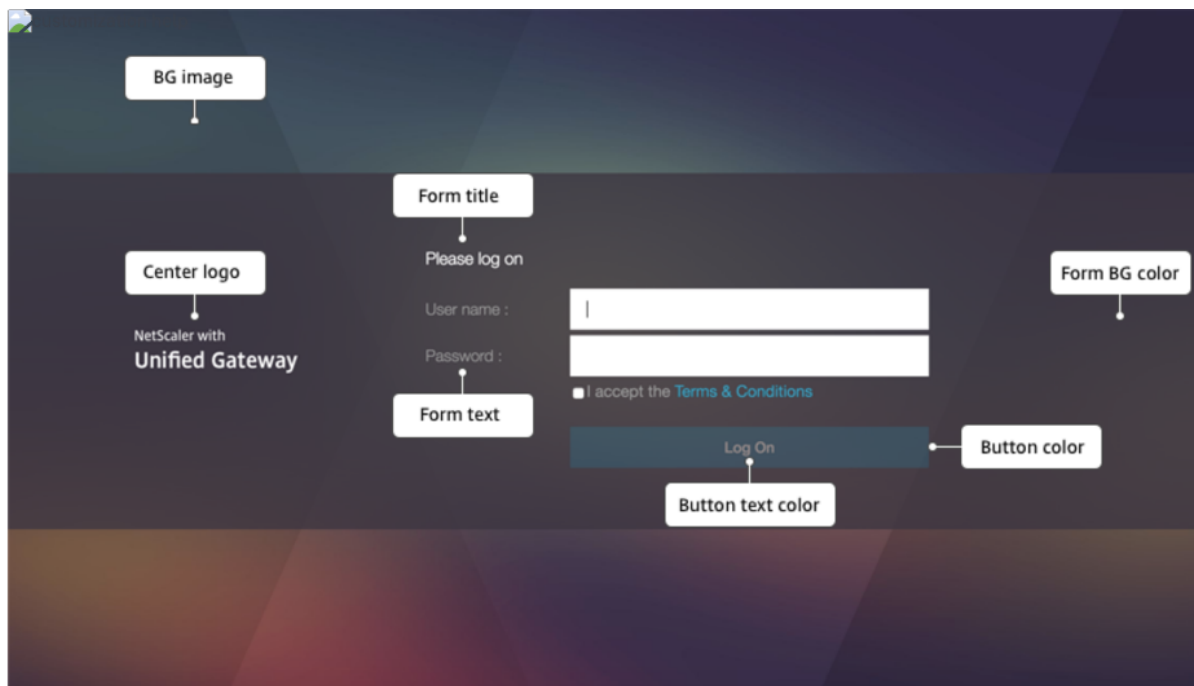 BG image
Form title
Please log on
Center logo
Form BG color
NetScaler with
Unified Gateway
User name :
Password :
I accept the Terms & Conditions
Form text
Log On
Button color
Button text color